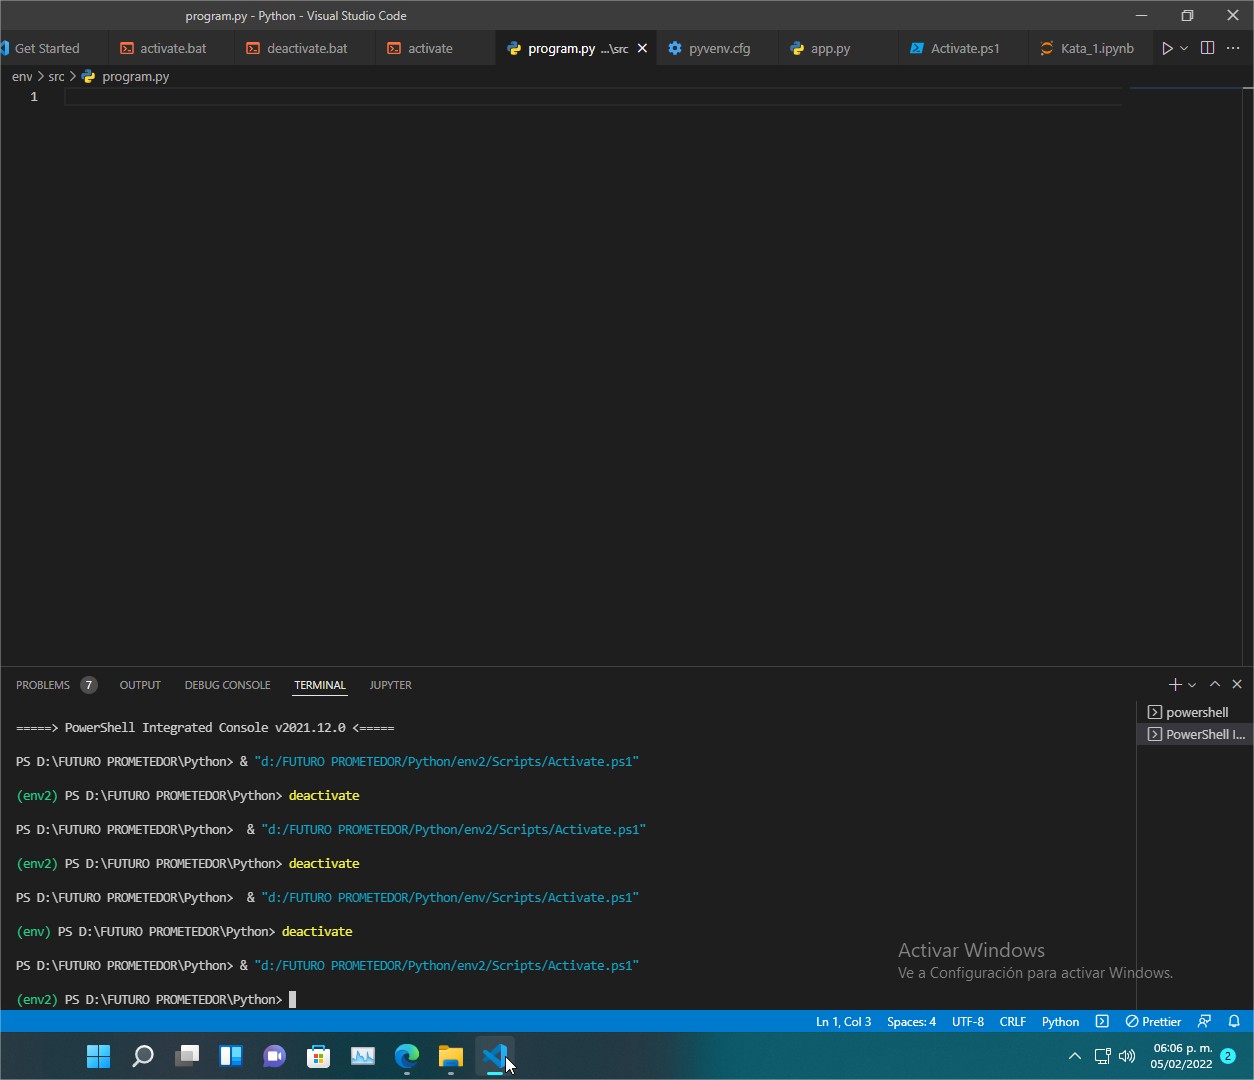 program.py - Python - Visual Studio Code
Get Started
activate.bat
deactivate.bat
activate
program.py ...\src
pyvenv.cfg
app.py
Activate.ps1
Kata_1.ipynb
env > src > program.py
1
PROBLEMS 7 OUTPUT DEBUG CONSOLE TERMINAL JUPYTER
powershell
PowerShell I...
=====> PowerShell Integrated Console v2021.12.0 <=====
PS D:\FUTURO PROMETEDOR\Python> & "d:/FUTURO PROMETEDOR/Python/env2/Scripts/Activate.ps1"
(env2) PS D:\FUTURO PROMETEDOR\Python> deactivate
PS D:\FUTURO PROMETEDOR\Python>  & "d:/FUTURO PROMETEDOR/Python/env2/Scripts/Activate.ps1"
(env2) PS D:\FUTURO PROMETEDOR\Python> deactivate
PS D:\FUTURO PROMETEDOR\Python>  & "d:/FUTURO PROMETEDOR/Python/env/Scripts/Activate.ps1"
(env) PS D:\FUTURO PROMETEDOR\Python> deactivate
PS D:\FUTURO PROMETEDOR\Python> & "d:/FUTURO PROMETEDOR/Python/env2/Scripts/Activate.ps1"
(env2) PS D:\FUTURO PROMETEDOR\Python>
Activar Windows
Ve a Configuración para activar Windows.
Ln 1, Col 3 Spaces: 4 UTF-8 CRLF Python Prettier
06:06 p. m.
05/02/2022
2